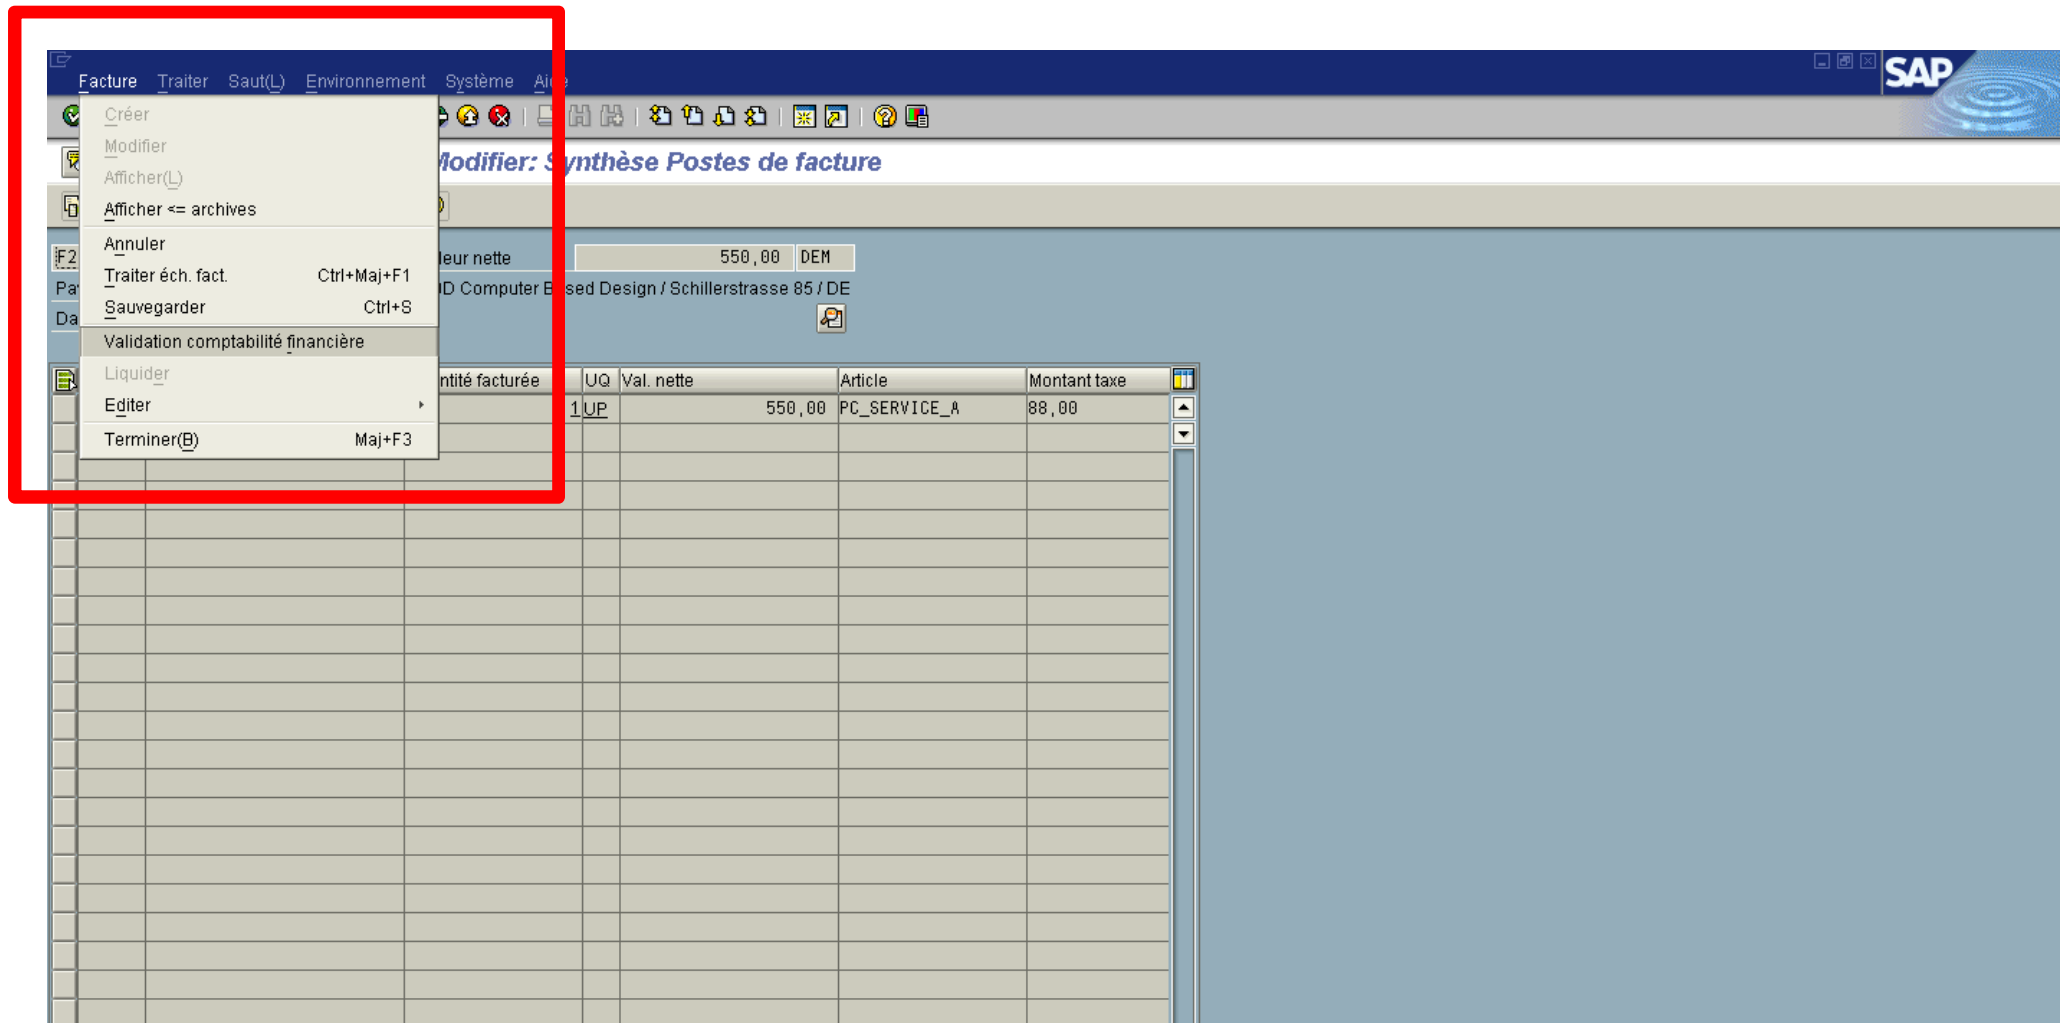 Facture Traiter Saut(L) Environnement Système
SAP
Créer
Modifier
Modifier: Synthèse Postes de facture
Afficher(L)
Afficher <= archives
Annuler
F2 leur nette 550,00 DEM
Traiter éch. fact. Ctrl+Maj+F1
Computer Based Design / Schillerstrasse 85 / DE
Sauvegarder Ctrl+S
Validation comptabilité financière
Liquider
ntité facturée UQ Val. nette Article Montant taxe
Editer
1 UP 550,00 PC_SERVICE_A 88,00
Terminer(B) Maj+F3